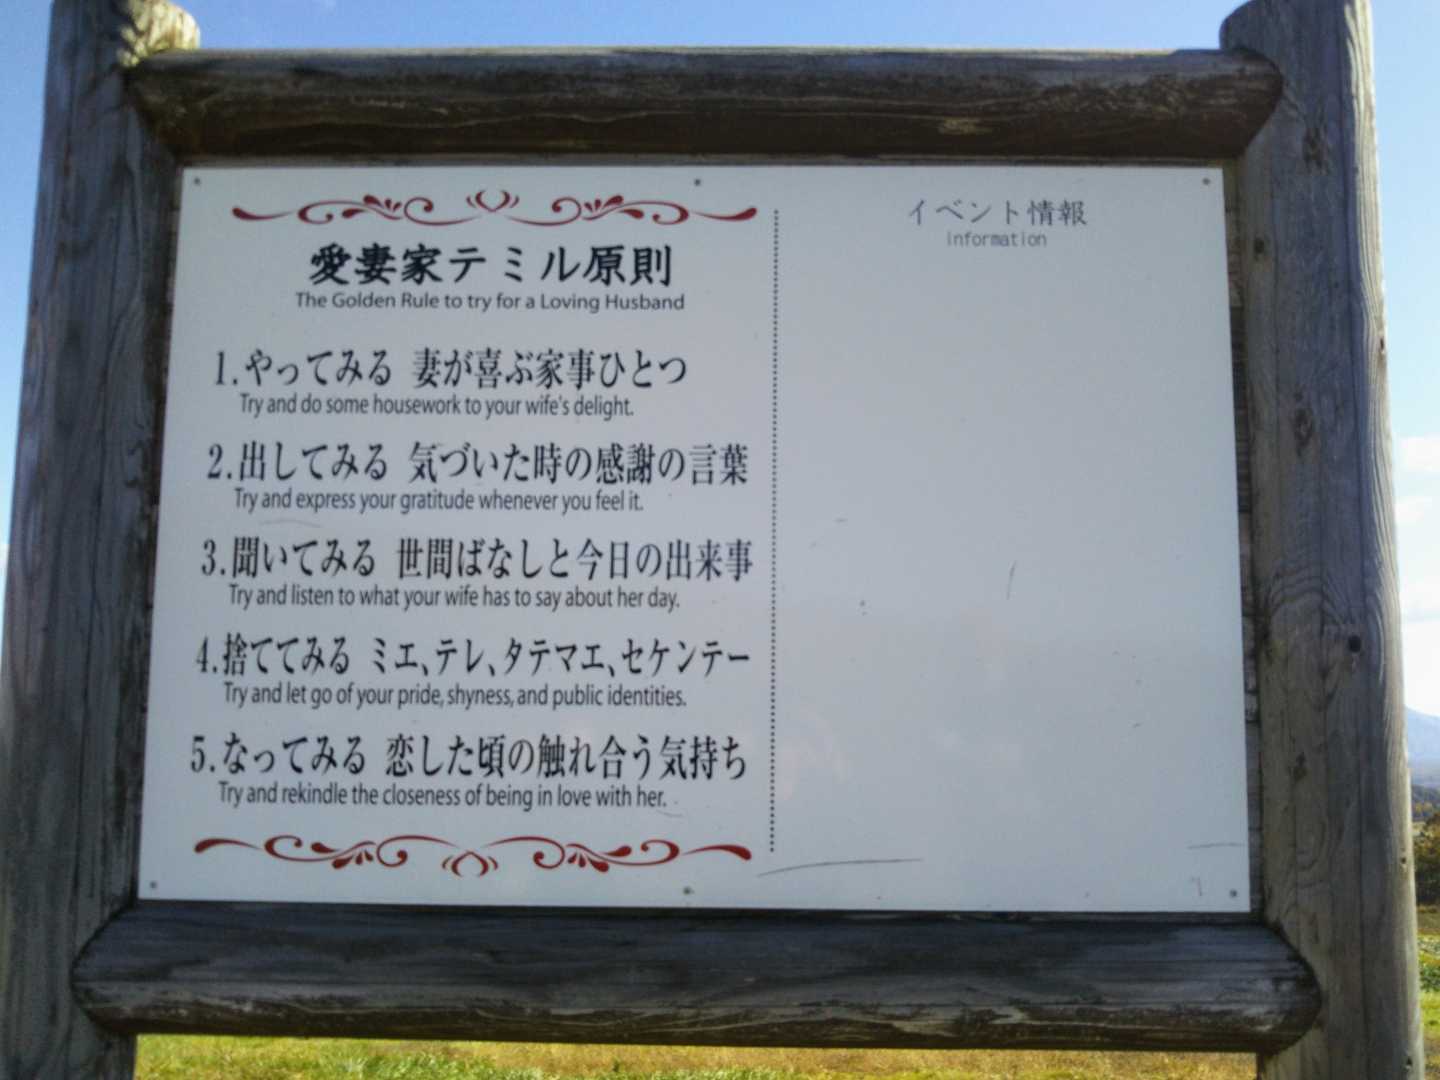 愛妻家テミル原則
The Golden Rule to try for a Loving Husband
1.やってみる 妻が喜ぶ家事ひとつ
Try and do some housework to your wife's delight.
2.出してみる 気づいた時の感謝の言葉
Try and express your gratitude whenever you feel it.
3.聞いてみる 世間ばなしと今日の出来事
Try and listen to what your wife has to say about her day.
4.捨ててみる ミエ、テレ、タテマエ、セケンテー
Try and let go of your pride, shyness, and public identities.
5.なってみる 恋した頃の触れ合う気持ち
Try and rekindle the closeness of being in love with her.
イベント情報
information